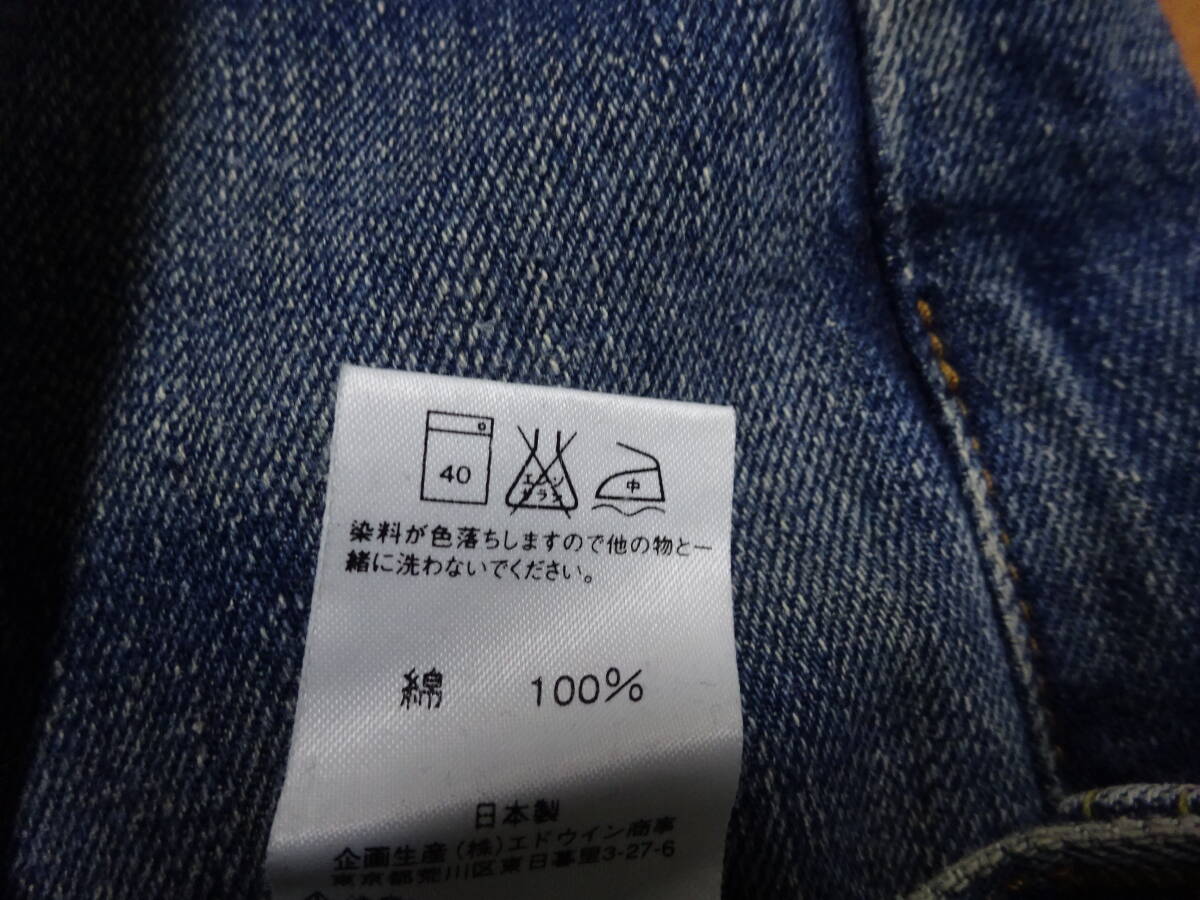 40
エンソ
サラシ
中
染料が色落ちしますので他の物と一
緒に洗わないでください。
綿 100%
日本製
企画生産(株)エドウイン商事
東京都荒川区東日暮里3-27-6